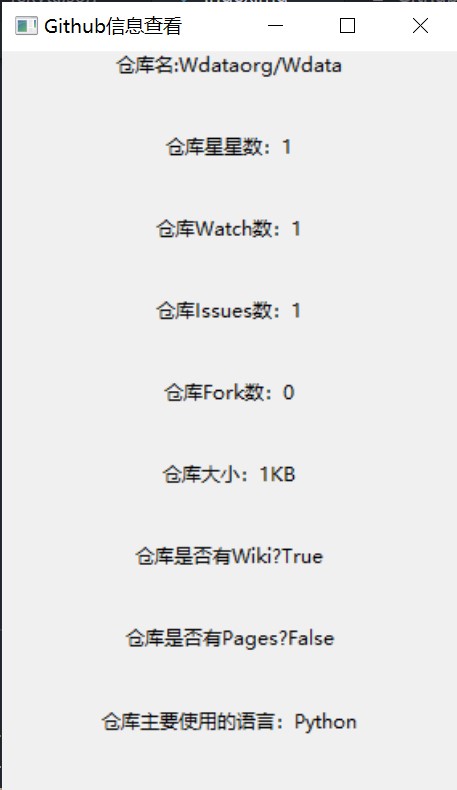 Github信息查看
仓库名:Wdataorg/Wdata
仓库星星数：1
仓库Watch数：1
仓库Issues数：1
仓库Fork数：0
仓库大小：1KB
仓库是否有Wiki?True
仓库是否有Pages?False
仓库主要使用的语言：Python